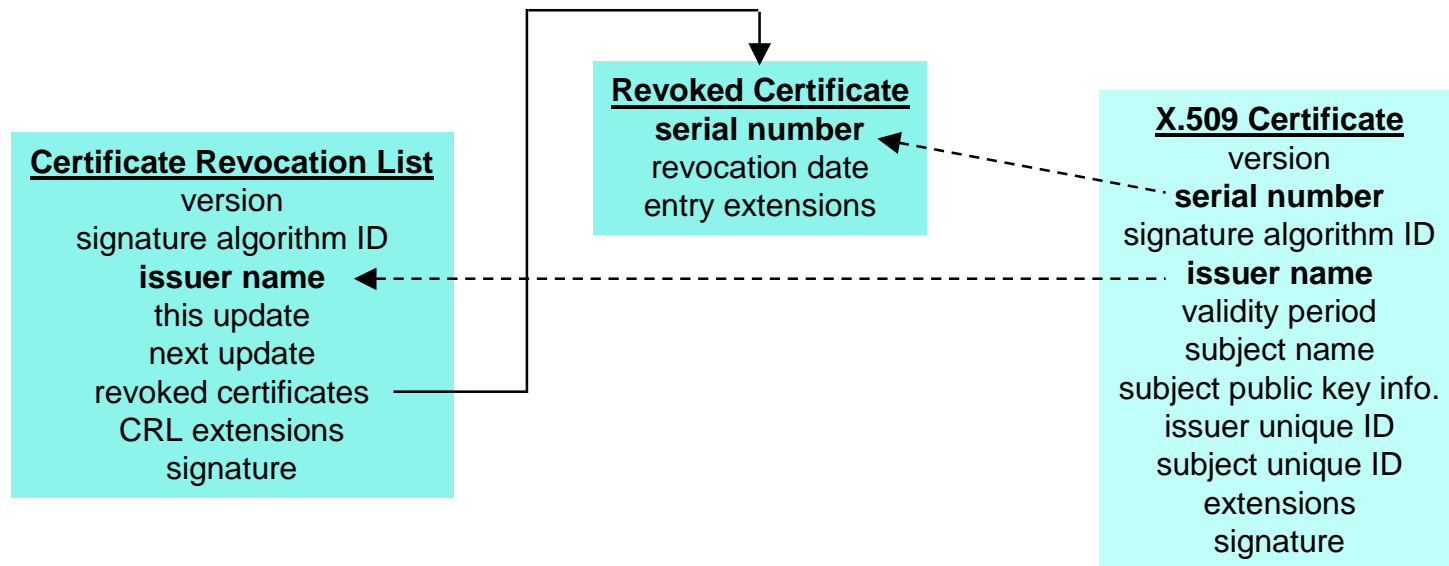 Certificate Revocation List
version
signature algorithm ID
issuer name
this update
next update
revoked certificates
CRL extensions
signature
Revoked Certificate
serial number
revocation date
entry extensions
X.509 Certificate
version
serial number
signature algorithm ID
issuer name
validity period
subject name
subject public key info.
issuer unique ID
subject unique ID
extensions
signature